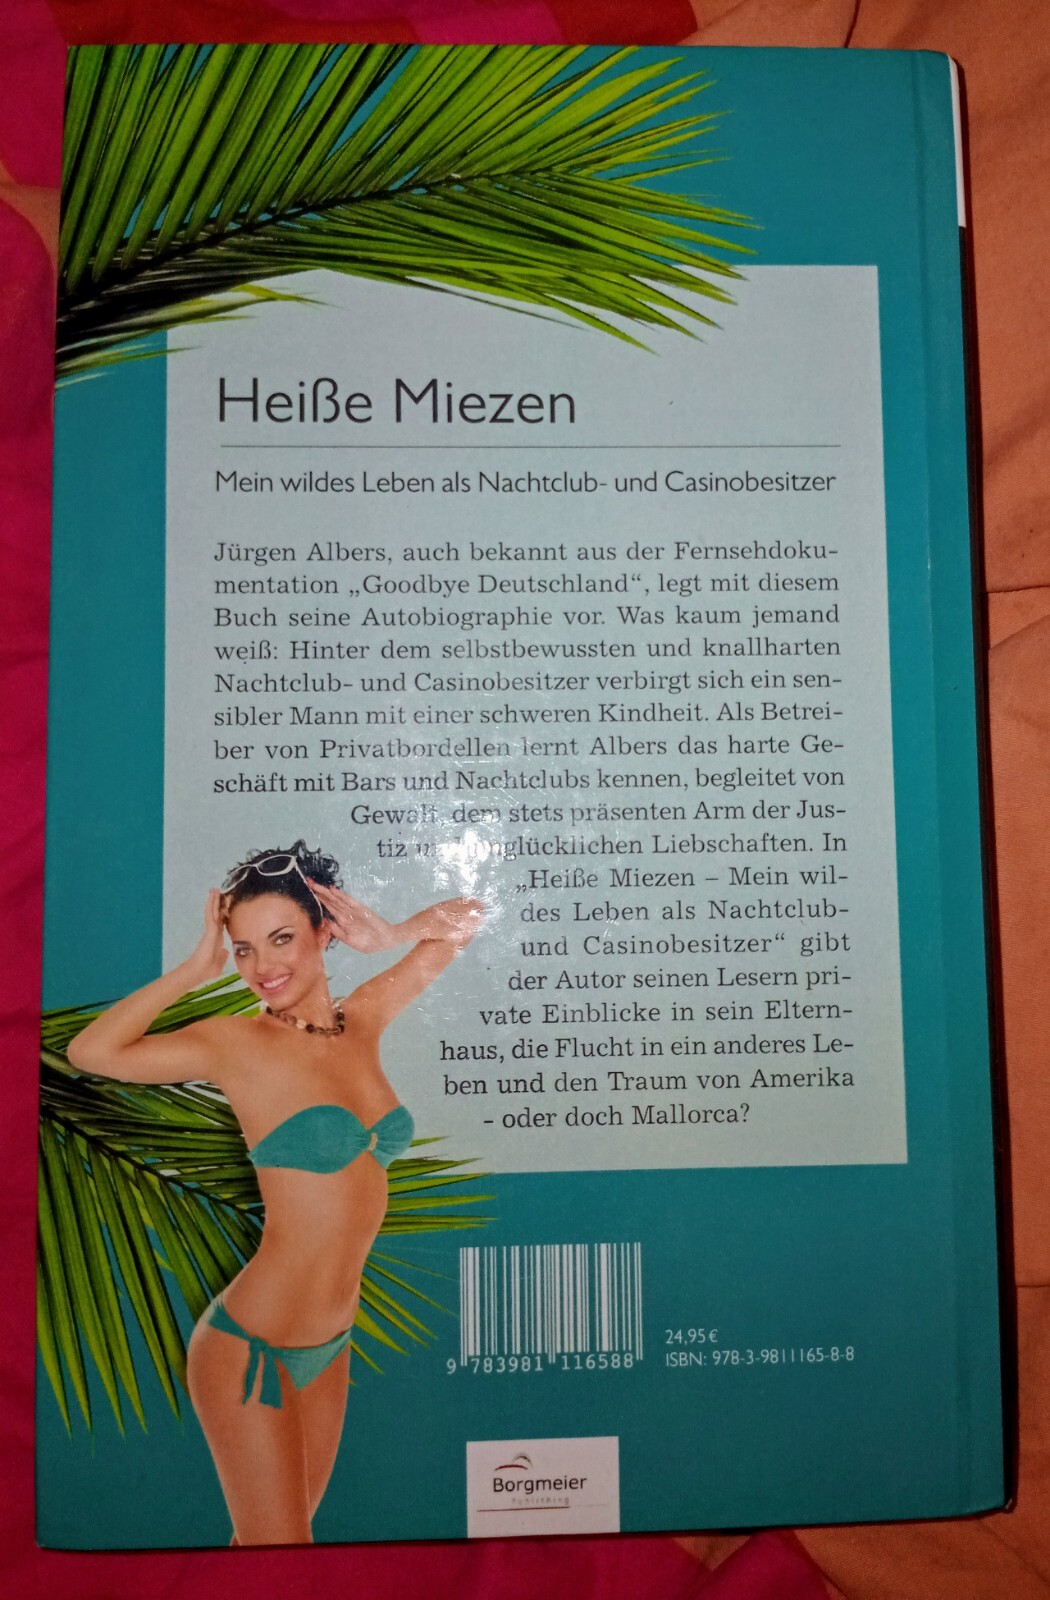 Heiße Miezen
Mein wildes Leben als Nachtclub- und Casinobesitzer
Jürgen Albers, auch bekannt aus der Fernsehdoku-
mentation „Goodbye Deutschland“, legt mit diesem
Buch seine Autobiographie vor. Was kaum jemand
weiß: Hinter dem selbstbewussten und knallharten
Nachtclub- und Casinobesitzer verbirgt sich ein sen-
sibler Mann mit einer schweren Kindheit. Als Betrei-
ber von Privatbordellen lernt Albers das harte Ge-
schäft mit Bars und Nachtclubs kennen, begleitet von
Gewalt, dem stets präsenten Arm der Jus-
tiz und unglücklichen Liebschaften. In
„Heiße Miezen – Mein wil-
des Leben als Nachtclub-
und Casinobesitzer“ gibt
der Autor seinen Lesern pri-
vate Einblicke in sein Eltern-
haus, die Flucht in ein anderes Le-
ben und den Traum von Amerika
- oder doch Mallorca?
24,95 €
ISBN: 978-3-9811165-8-8
9 783981 116588
Borgmeier
Publishing